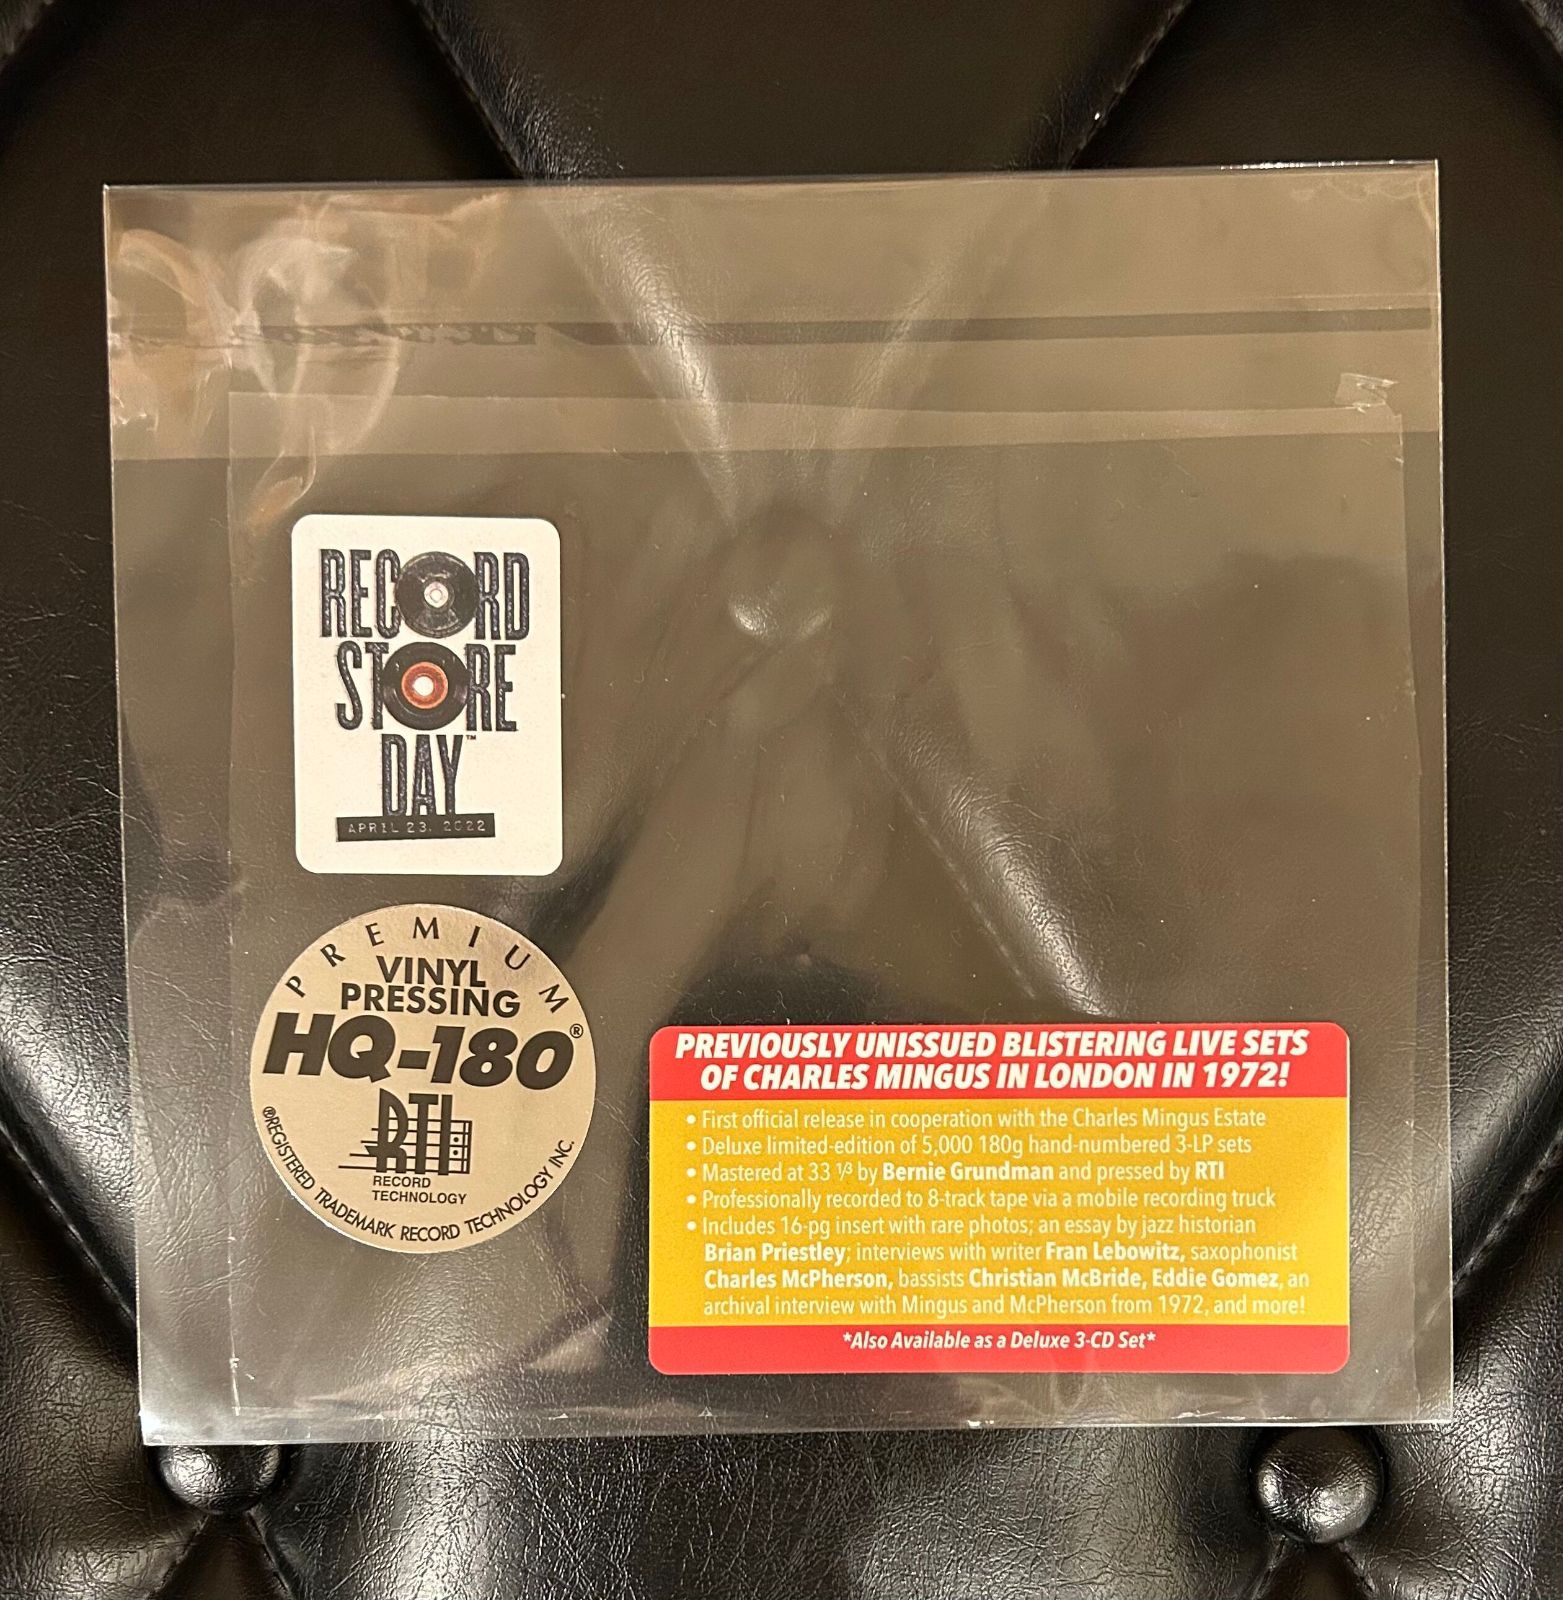 RECORD
STORE
DAY™
APRIL 23, 2022
PREMIUM
VINYL
PRESSING
HQ-180®
RTI
RECORD
TECHNOLOGY
®REGISTERED TRADEMARK RECORD TECHNOLOGY INC.
PREVIOUSLY UNISSUED BLISTERING LIVE SETS
OF CHARLES MINGUS IN LONDON IN 1972!
• First official release in cooperation with the Charles Mingus Estate
• Deluxe limited-edition of 5,000 180g hand-numbered 3-LP sets
• Mastered at 33 1/3 by Bernie Grundman and pressed by RTI
• Professionally recorded to 8-track tape via a mobile recording truck
• Includes 16-pg insert with rare photos; an essay by jazz historian
Brian Priestley; interviews with writer Fran Lebowitz, saxophonist
Charles McPherson, bassists Christian McBride, Eddie Gomez, an
archival interview with Mingus and McPherson from 1972, and more!
*Also Available as a Deluxe 3-CD Set*